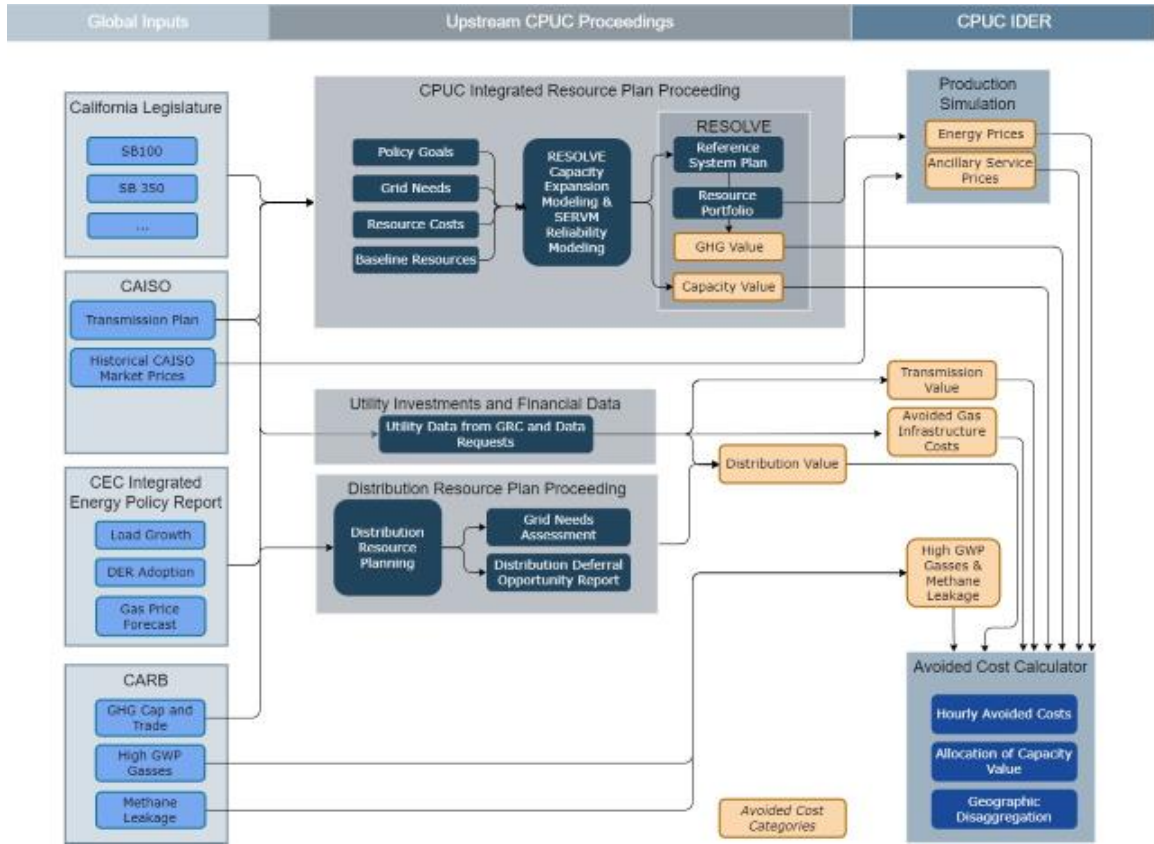 Global Inputs
Upstream CPUC Proceedings
CPUC IDER
California Legislature
SB100
SB 350
...
CAISO
Transmission Plan
Historical CAISO
Market Prices
CEC Integrated
Energy Policy Report
Load Growth
DER Adoption
Gas Price
Forecast
CARB
GHG Cap and
Trade
High GWP
Gasses
Methane
Leakage
CPUC Integrated Resource Plan Proceeding
Policy Goals
Grid Needs
Resource Costs
Baseline Resources
RESOLVE
Capacity
Expansion
Modeling &
SERVM
Reliability
Modeling
RESOLVE
Reference
System Plan
Resource
Portfolio
GHG Value
Capacity Value
Utility Investments and Financial Data
Utility Data from GRC and Data
Requests
Distribution Resource Plan Proceeding
Distribution
Resource
Planning
Grid Needs
Assessment
Distribution Deferral
Opportunity Report
Production
Simulation
Energy Prices
Ancillary Service
Prices
Transmission
Value
Avoided Gas
Infrastructure
Costs
Distribution Value
High GWP
Gasses &
Methane
Leakage
Avoided Cost Calculator
Hourly Avoided Costs
Allocation of Capacity
Value
Geographic
Disaggregation
Avoided Cost
Categories